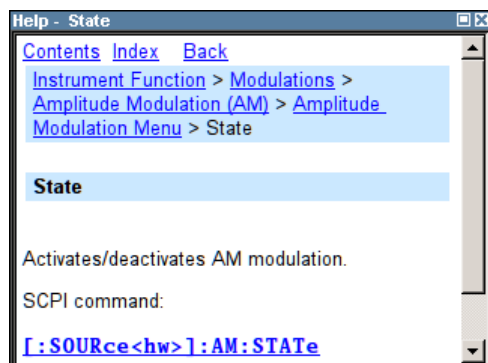 Help - State
Contents Index Back
Instrument Function > Modulations >
Amplitude Modulation (AM) > Amplitude
Modulation Menu > State
State
Activates/deactivates AM modulation.
SCPI command:
[:SOURce<hw>]:AM:STATe